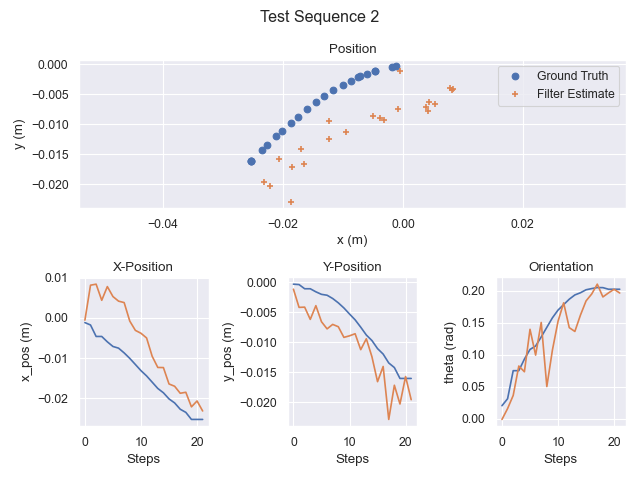 Test Sequence 2
Position
0.000
−0.005
−0.010
−0.015
−0.020
y (m)
Ground Truth
Filter Estimate
−0.04
−0.02
0.00
0.02
x (m)
X-Position
0.01
0.00
−0.01
−0.02
x_pos (m)
0
10
20
Steps
Y-Position
0.000
−0.005
−0.010
−0.015
−0.020
y_pos (m)
0
10
20
Steps
Orientation
0.20
0.15
0.10
0.05
0.00
theta (rad)
0
10
20
Steps